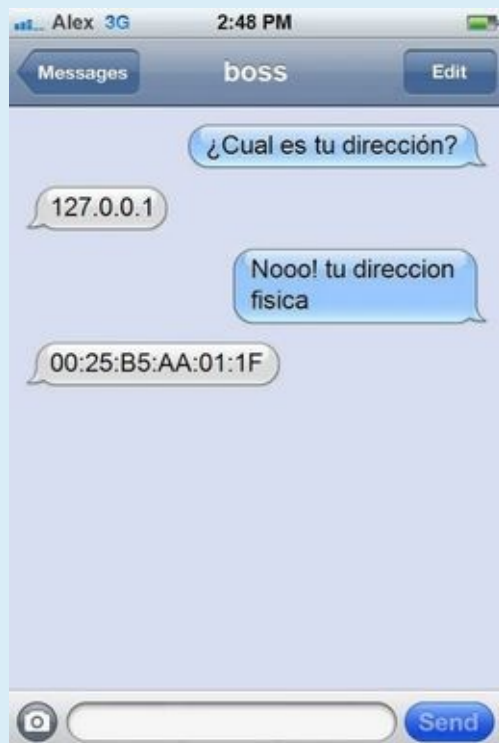 Alex 3G 2:48 PM
Messages boss Edit
¿Cual es tu dirección?
127.0.0.1
Nooo! tu direccion
fisica
00:25:B5:AA:01:1F
Send